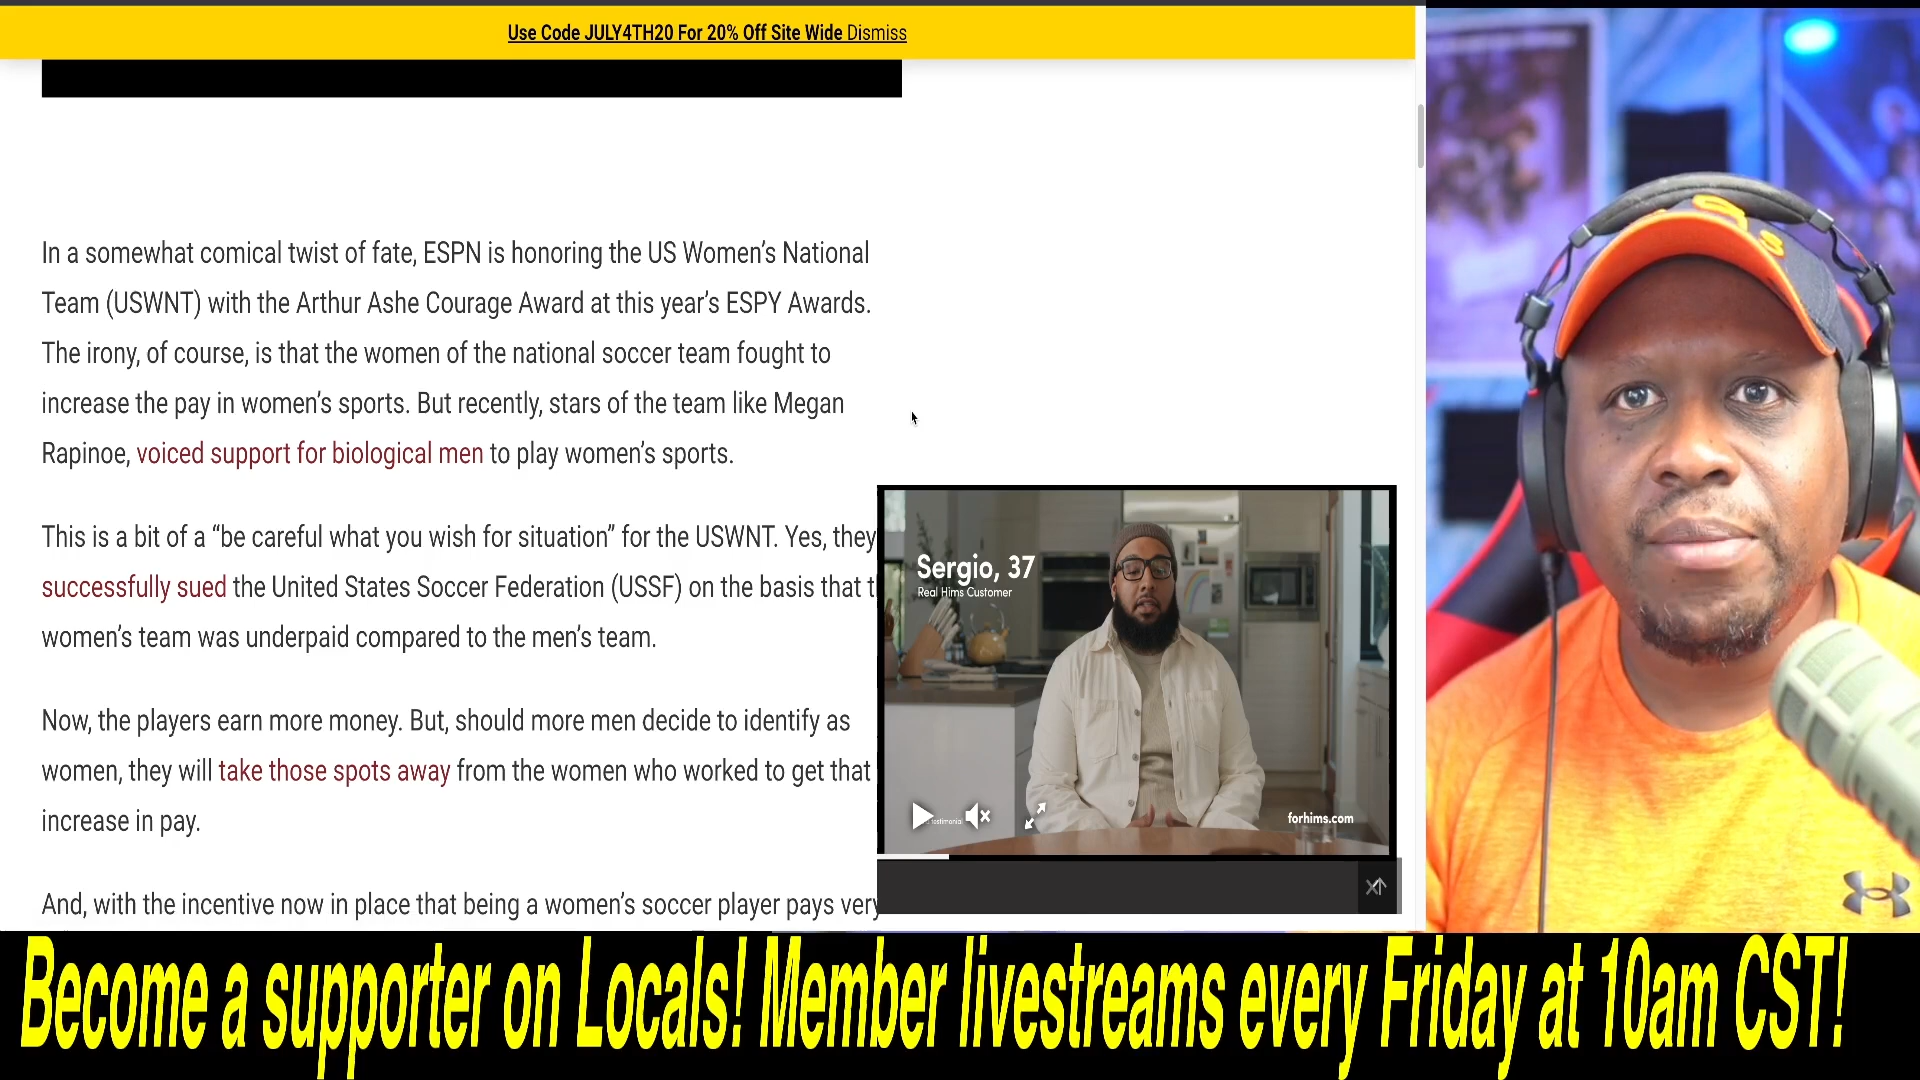 Use Code JULY4TH20 For 20% Off Site Wide Dismiss
In a somewhat comical twist of fate, ESPN is honoring the US Women’s National
Team (USWNT) with the Arthur Ashe Courage Award at this year’s ESPY Awards.
The irony, of course, is that the women of the national soccer team fought to
increase the pay in women’s sports. But recently, stars of the team like Megan
Rapinoe, voiced support for biological men to play women’s sports.
This is a bit of a “be careful what you wish for situation” for the USWNT. Yes, they
successfully sued the United States Soccer Federation (USSF) on the basis that
women’s team was underpaid compared to the men’s team.
Now, the players earn more money. But, should more men decide to identify as
women, they will take those spots away from the women who worked to get that
increase in pay.
And, with the incentive now in place that being a women’s soccer player pays very
Sergio, 37
Real Hims Customer
testimonial
forhims.com
Become a supporter on Locals! Member livestreams every Friday at 10am CST!